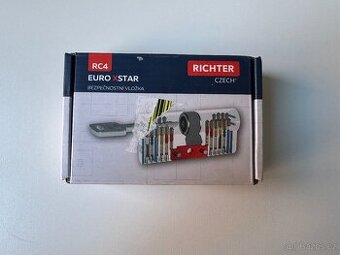 RC4
EURO XSTAR
BEZPEČNOSTNÍ VLOŽKA
RICHTER
CZECH